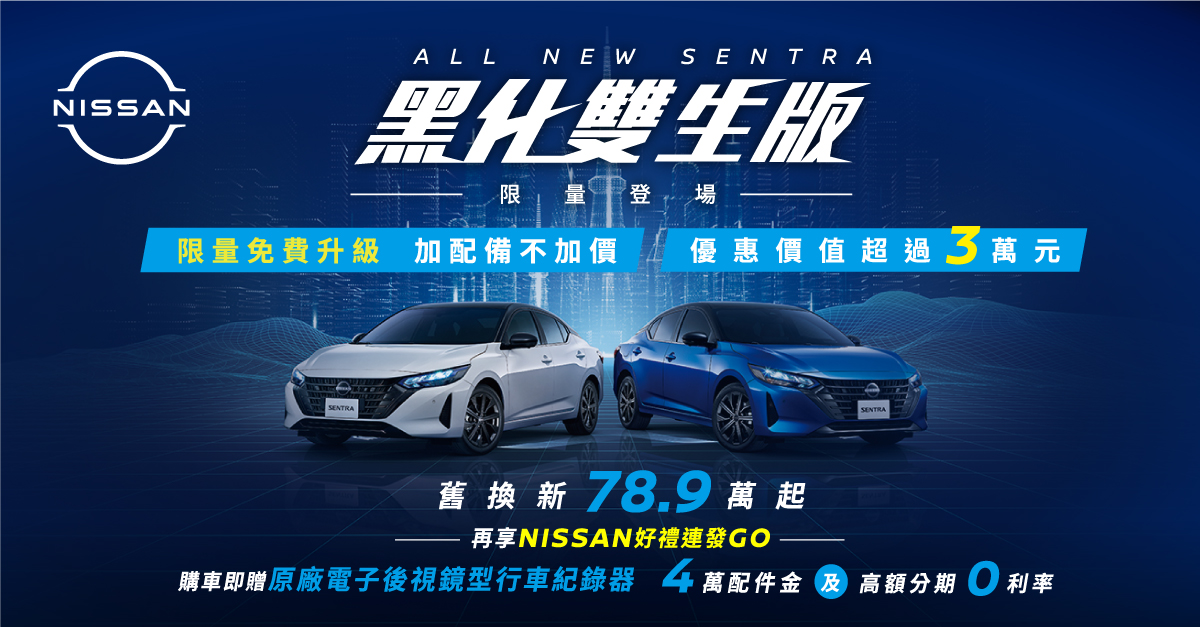 NISSAN
ALL NEW SENTRA
黑化雙生版
限量登場
限量免費升級 加配備不加價 優惠價值超過3萬元
SENTRA SENTRA
舊換新78.9萬起
再享NISSAN好禮連發GO
購車即贈原廠電子後視鏡型行車紀錄器 4萬配件金及高額分期0利率